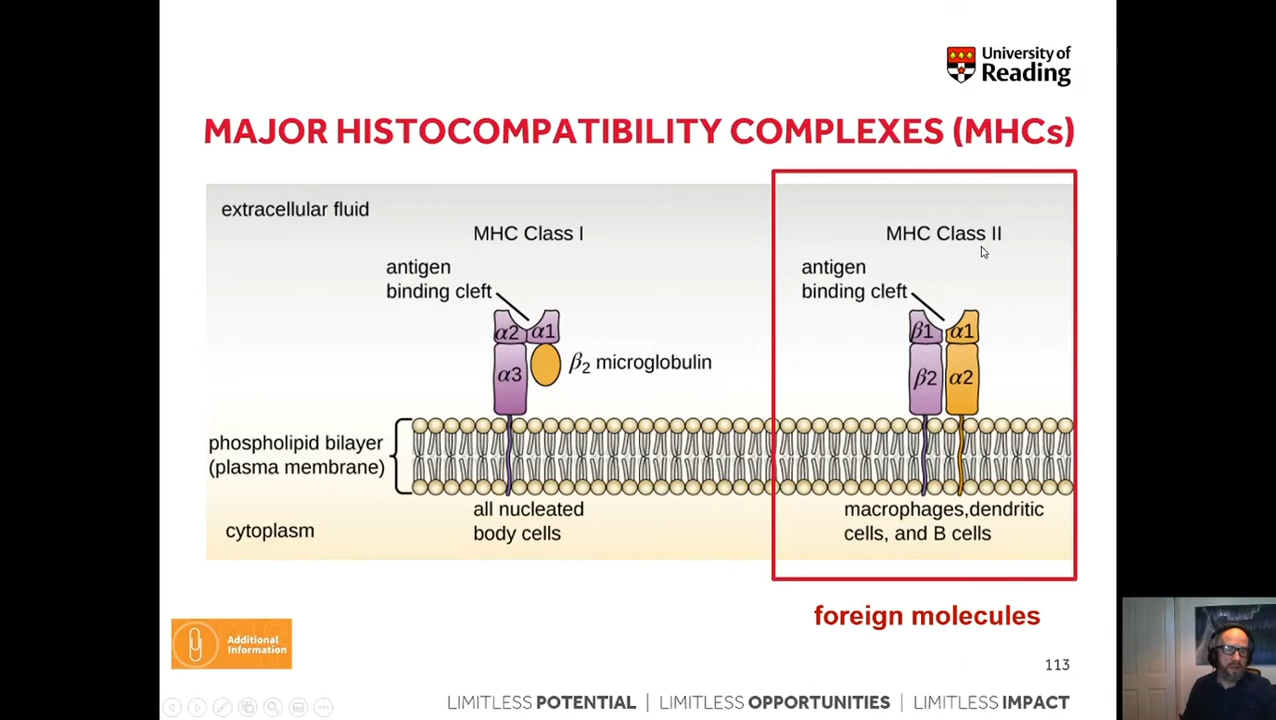 University of
Reading
MAJOR HISTOCOMPATIBILITY COMPLEXES (MHCs)
extracellular fluid
MHC Class I
antigen
binding cleft
α2 α1
α3
β2 microglobulin
phospholipid bilayer
(plasma membrane)
cytoplasm
all nucleated
body cells
MHC Class II
antigen
binding cleft
β1 α1
β2 α2
macrophages,dendritic
cells, and B cells
foreign molecules
Additional
Information
113
LIMITLESS POTENTIAL | LIMITLESS OPPORTUNITIES | LIMITLESS IMPACT